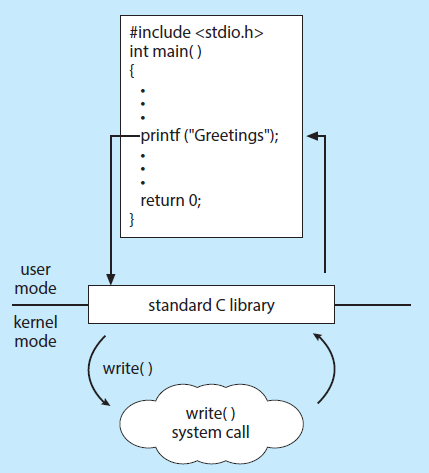 #include <stdio.h>
int main( )
{
•
•
•
printf ("Greetings");
•
•
•
return 0;
}
user
mode
standard C library
kernel
mode
write( )
write( )
system call